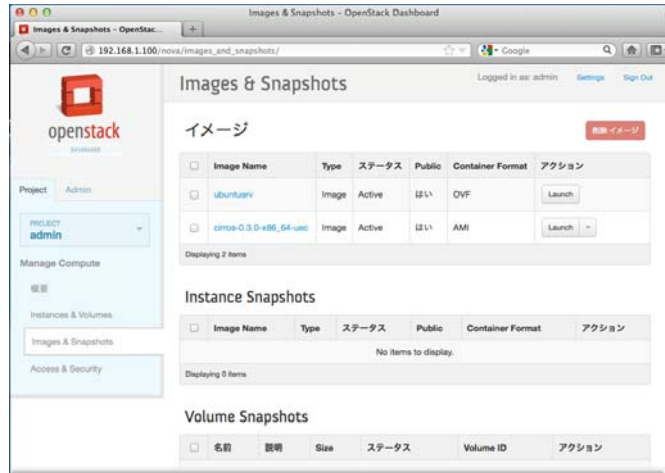 Images & Snapshots - OpenStack Dashboard
Images & Snapshots - OpenStac...
192.168.1.100/nova/images_and_snapshots/
Google
openstack
DASHBOARD
Images & Snapshots
Logged in as: admin Settings Sign Out
Project Admin
PROJECT
admin
Manage Compute
概要
Instances & Volumes
Images & Snapshots
Access & Security
イメージ
削除 イメージ
Image Name Type ステータス Public Container Format アクション
ubuntusrv Image Active はい OVF Launch
cirros-0.3.0-x86_64-uec Image Active はい AMI Launch
Displaying 2 items
Instance Snapshots
Image Name Type ステータス Public Container Format アクション
No items to display.
Displaying 0 items
Volume Snapshots
名前 説明 Size ステータス Volume ID アクション